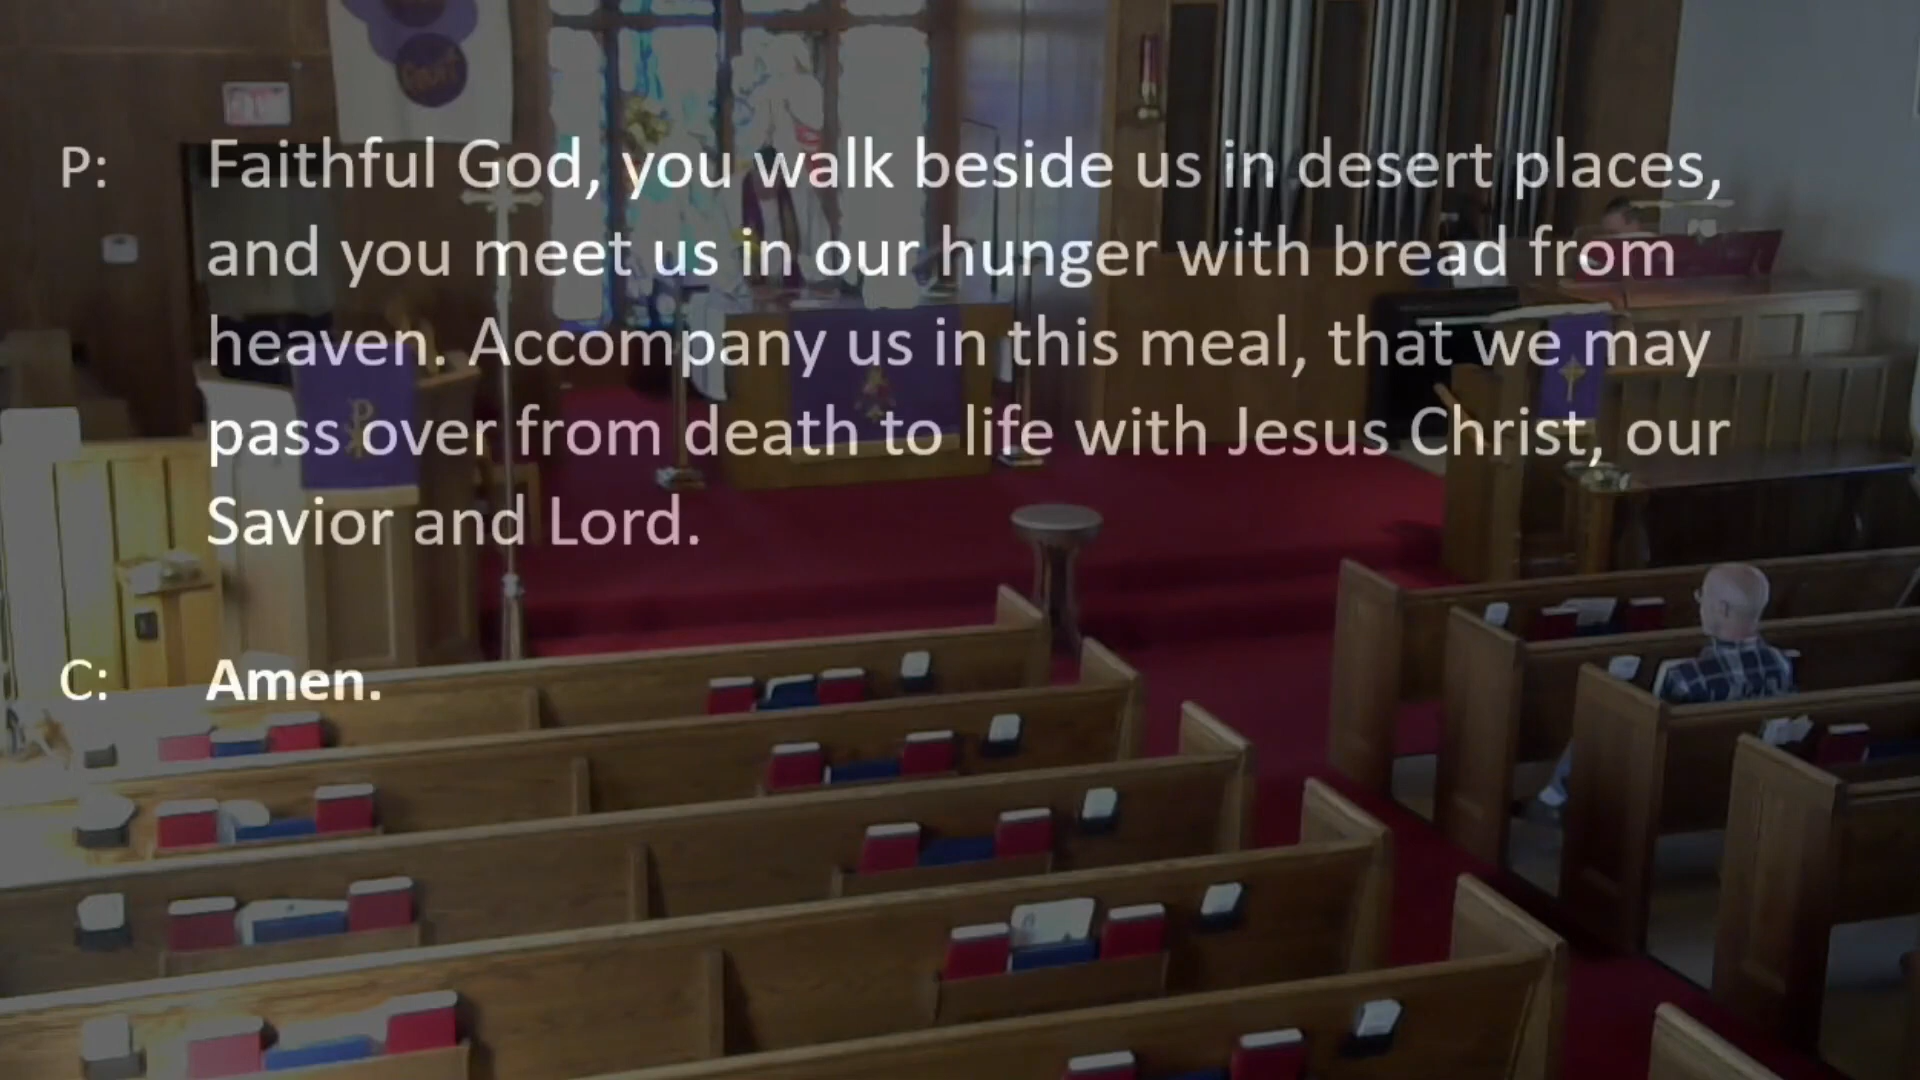 P: Faithful God, you walk beside us in desert places,
and you meet us in our hunger with bread from
heaven. Accompany us in this meal, that we may
pass over from death to life with Jesus Christ, our
Savior and Lord.
C: Amen.